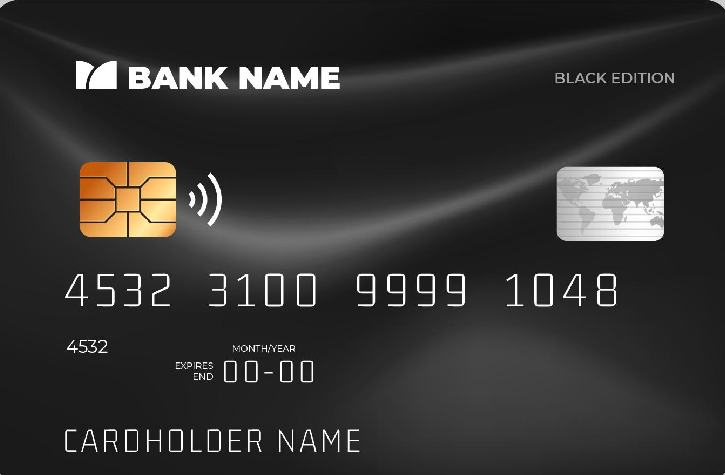 BANK NAME
BLACK EDITION
4532 3100 9999 1048
4532
MONTH/YEAR
EXPIRES
END
00-00
CARDHOLDER NAME